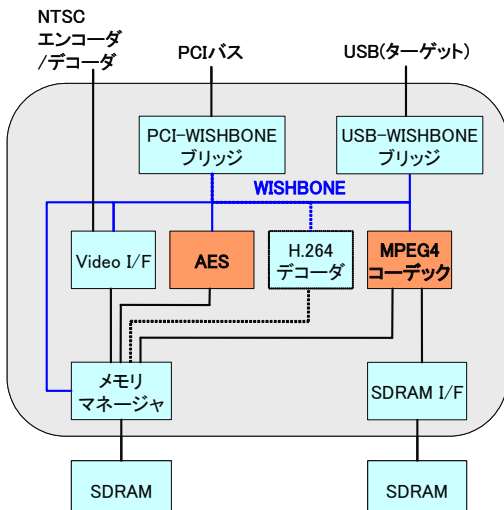 NTSC
エンコーダ
/デコーダ
PCIバス
USB(ターゲット)
PCI-WISHBONE
ブリッジ
USB-WISHBONE
ブリッジ
WISHBONE
Video I/F
AES
H.264
デコーダ
MPEG4
コーデック
メモリ
マネージャ
SDRAM I/F
SDRAM
SDRAM